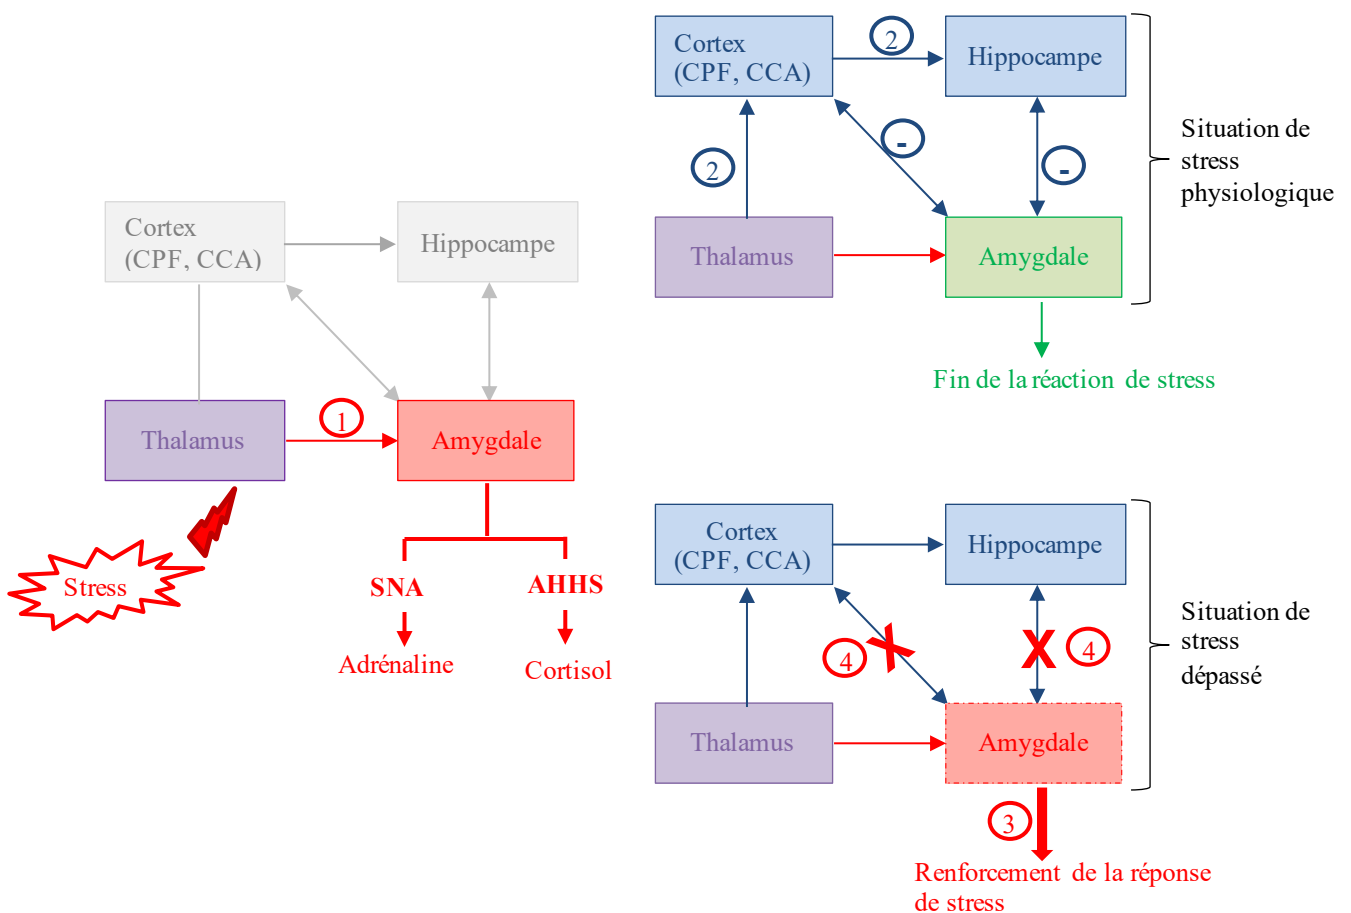 Cortex
(CPF, CCA)
Hippocampe
1
Thalamus
Amygdale
Stress
SNA
AHHS
Adrénaline
Cortisol
Cortex
(CPF, CCA)
2
Hippocampe
2
-
-
Thalamus
Amygdale
Fin de la réaction de stress
Situation de
stress
physiologique
Cortex
(CPF, CCA)
Hippocampe
4
X
X
4
Thalamus
Amygdale
3
Renforcement de la réponse
de stress
Situation de
stress
dépassé